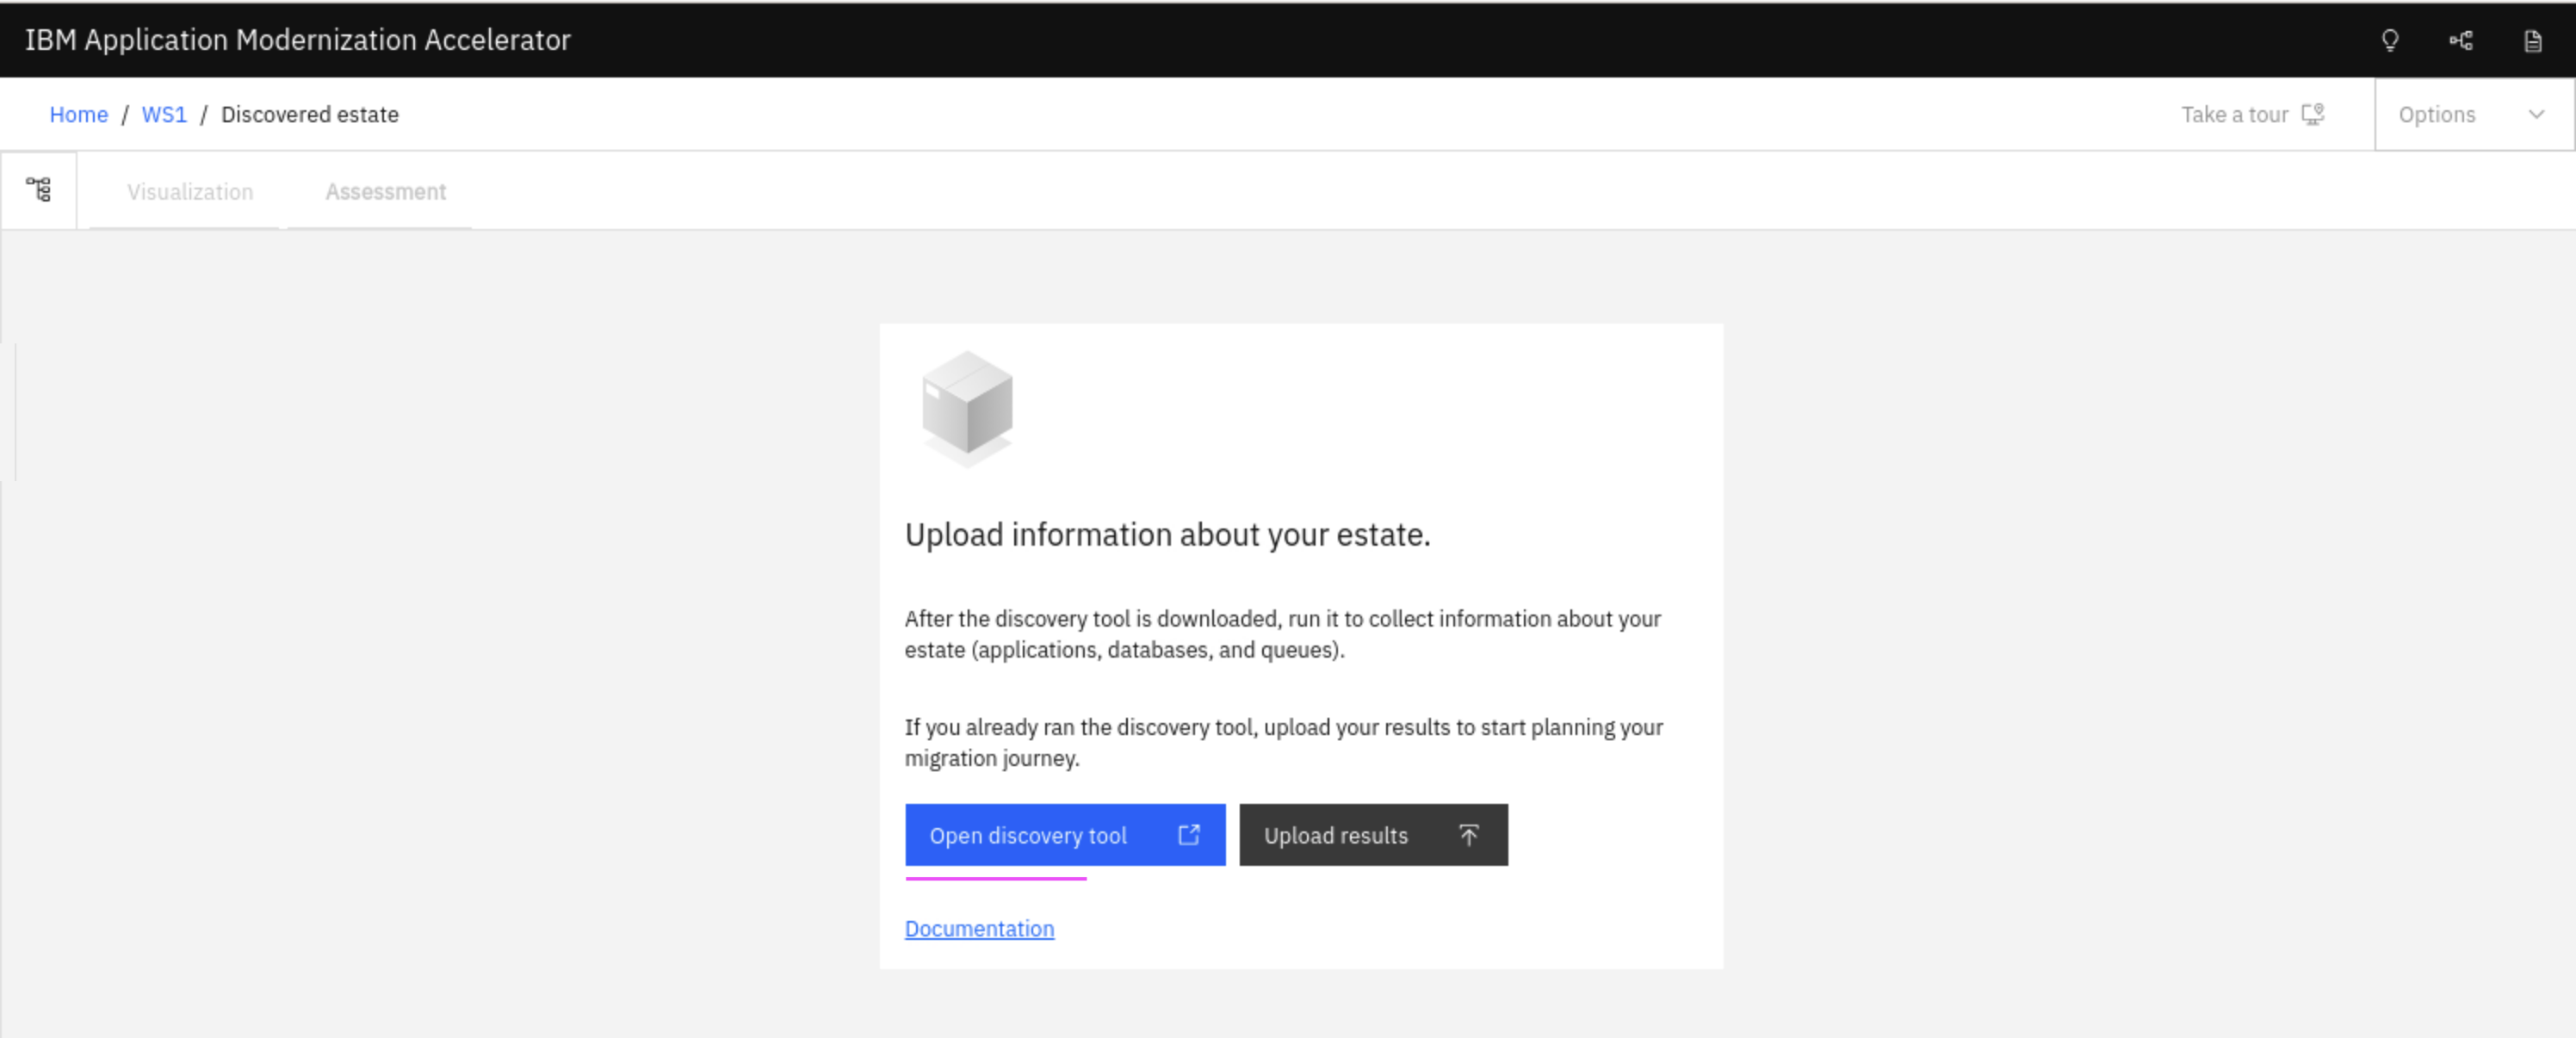 IBM Application Modernization Accelerator
Home / WS1 / Discovered estate
Take a tour
Options
Visualization
Assessment
Upload information about your estate.
After the discovery tool is downloaded, run it to collect information about your
estate (applications, databases, and queues).
If you already ran the discovery tool, upload your results to start planning your
migration journey.
Open discovery tool
Upload results
Documentation